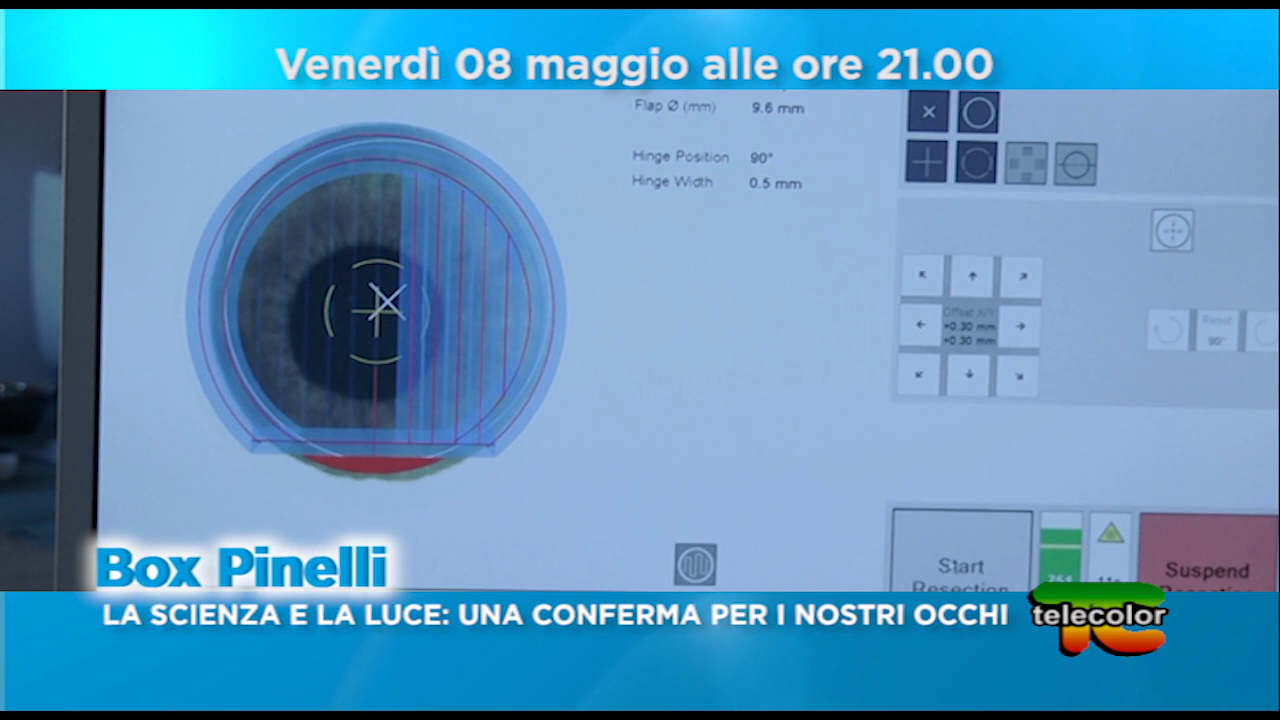 Venerdì 08 maggio alle ore 21.00
Flap Ø (mm) 9.6 mm
Hinge Position 90°
Hinge Width 0.5 mm
Offset X/Y
+0.30 mm
+0.30 mm
Reset
90°
Start
Resection
Suspend
Box Pinelli
LA SCIENZA E LA LUCE: UNA CONFERMA PER I NOSTRI OCCHI
telecolor
TC